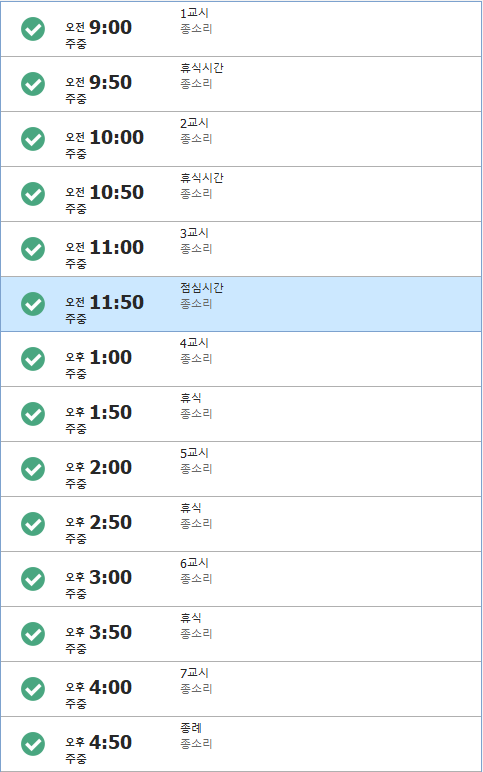 오전 9:00 1교시
주중 종소리
오전 9:50 휴식시간
주중 종소리
오전 10:00 2교시
주중 종소리
오전 10:50 휴식시간
주중 종소리
오전 11:00 3교시
주중 종소리
오전 11:50 점심시간
주중 종소리
오후 1:00 4교시
주중 종소리
오후 1:50 휴식
주중 종소리
오후 2:00 5교시
주중 종소리
오후 2:50 휴식
주중 종소리
오후 3:00 6교시
주중 종소리
오후 3:50 휴식
주중 종소리
오후 4:00 7교시
주중 종소리
오후 4:50 종례
주중 종소리